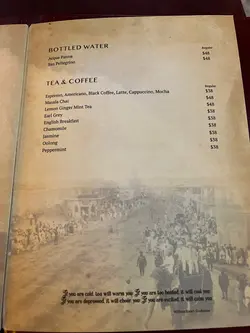 BOTTLED WATER
Acqua Panna $48
San Pellegrino $48
TEA & COFFEE
Regular
Espresso, Americano, Black Coffee, Latte, Cappuccino, Mocha $38
Masala Chai $48
Lemon Ginger Mint Tea $38
Earl Grey $38
English Breakfast $38
Chamomile $38
Jasmine $38
Oolong $38
Peppermint $38
If you are cold, tea will warm you. If you are too heated, it will cool you.
If you are depressed, it will cheer you. If you are excited, it will calm you.